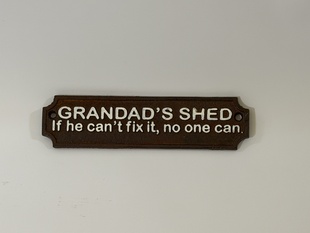 GRANDAD'S SHED
If he can't fix it, no one can.